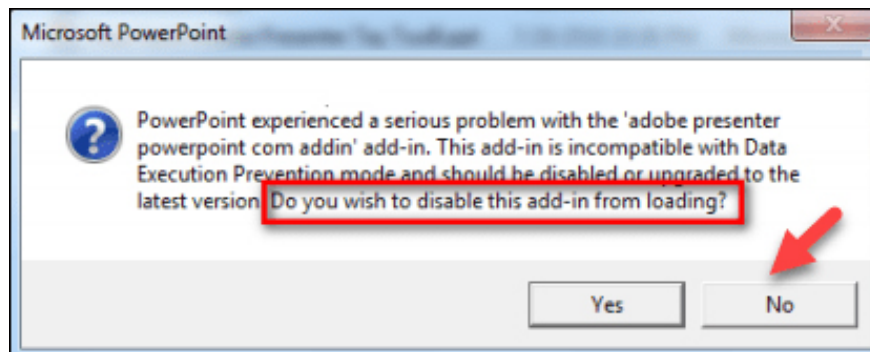 Microsoft PowerPoint
PowerPoint experienced a serious problem with the 'adobe presenter
powerpoint com addin' add-in. This add-in is incompatible with Data
Execution Prevention mode and should be disabled or upgraded to the
latest version Do you wish to disable this add-in from loading?
Yes
No